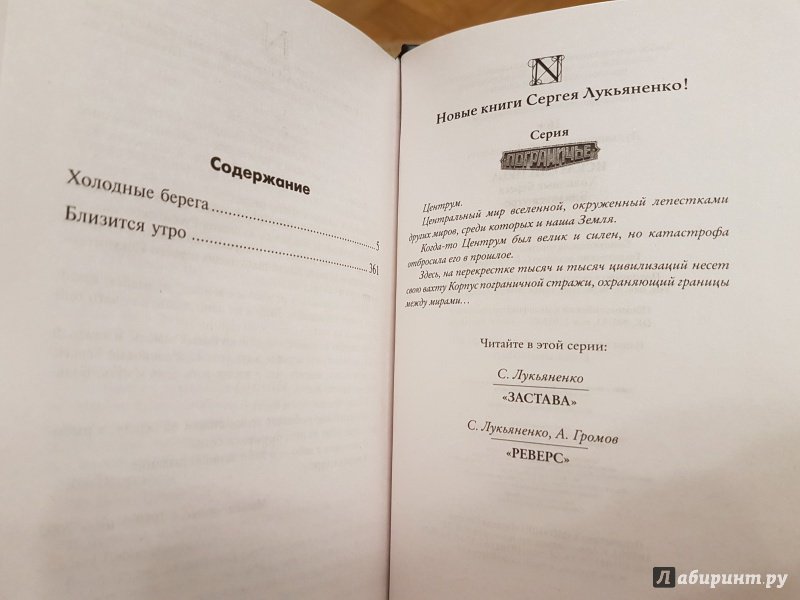 Содержание
Холодные берега 5
Близится утро 361
N
Новые книги Сергея Лукьяненко!
Серия
ПОГРАНИЧЬЕ
Центрум.
Центральный мир вселенной, окруженный лепестками
других миров, среди которых и наша Земля.
Когда-то Центрум был велик и силен, но катастрофа
отбросила его в прошлое.
Здесь, на перекрестке тысяч и тысяч цивилизаций несет
свою вахту Корпус пограничной стражи, охраняющий границы
между мирами…
Читайте в этой серии:
С. Лукьяненко
«ЗАСТАВА»
С. Лукьяненко, А. Громов
«РЕВЕРС»
Лабиринт.ру